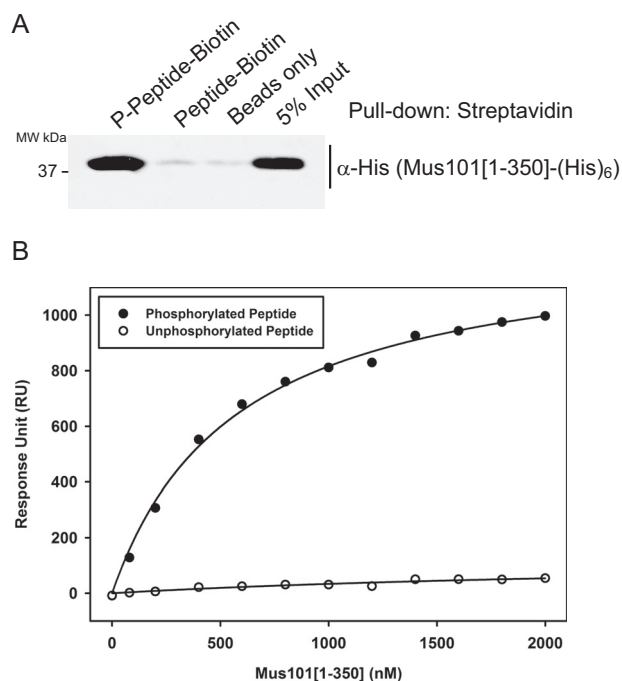 A
P-Peptide-Biotin
Peptide-Biotin
Beads only
5% Input
Pull-down: Streptavidin
MW kDa
37
α-His (Mus101[1-350]-(His)6)
B
Phosphorylated Peptide
Unphosphorylated Peptide
1000
800
600
400
200
0
Response Unit (RU)
0 500 1000 1500 2000
Mus101[1-350] (nM)